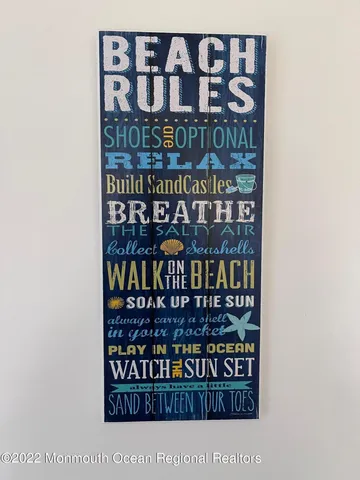 BEACH
RULES
SHOES are OPTIONAL
RELAX
Build SandCastles
BREATHE
THE SALTY AIR
Collect Seashells
WALK ON THE BEACH
SOAK UP THE SUN
always carry a shell
in your pocket
PLAY IN THE OCEAN
WATCH THE SUN SET
always have a little
SAND BETWEEN YOUR TOES
©2022 Monmouth Ocean Regional Realtors